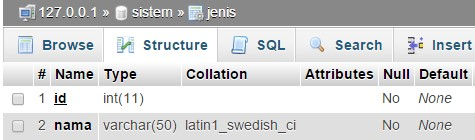 127.0.0.1 » sistem » jenis
Browse Structure SQL Search Insert
# Name Type Collation Attributes Null Default
1 id int(11) No None
2 nama varchar(50) latin1_swedish_ci No None